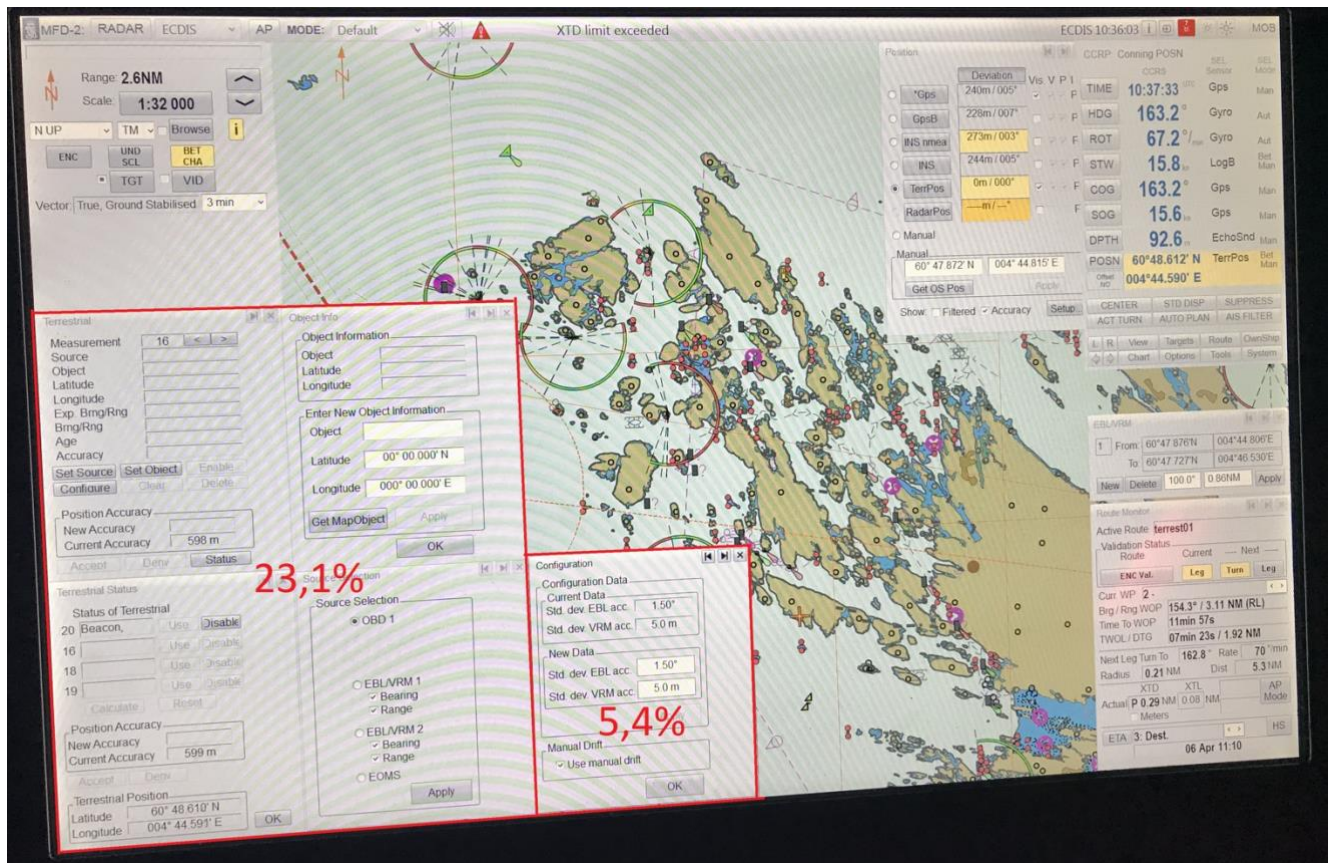 MFD-2: RADAR ECDIS AP MODE: Default XTD limit exceeded ECDIS 10:36:03 MOB
Range: 2.6NM
Scale: 1:32 000
N UP TM Browse i
ENC UND SCL BET CHA
TGT VID
Vector: True, Ground Stabilised 3 min
N
Position
Deviation Vis V P I
*Gps 240m / 005° P
GpsB 228m / 007° P
INS nmea 273m / 003° F
INS 244m / 005° F
TerrPos 0m / 000° F
RadarPos ----m / ---° F
Manual
Manual
60° 47.872' N 004° 44.815' E
Get OS Pos Apply
Show: Filtered Accuracy Setup
CCRP Conning POSN
CCRS SEL Sensor SEL Mode
TIME 10:37:33 UTC Gps Man
HDG 163.2° Gyro Aut
ROT 67.2 °/min Gyro Aut
STW 15.8 LogB Bet Man
COG 163.2° Gps Man
SOG 15.6 Gps Man
DPTH 92.6 EchoSnd Man
POSN 60°48.612' N TerrPos Bet Man
Offset NO 004°44.590' E
CENTER STD DISP SUPPRESS
ACT TURN AUTO PLAN AIS FILTER
L R View Targets Route OwnShip
Chart Options Tools System
EBL/VRM
1 From: 60°47.876'N 004°44.806'E
To: 60°47.727'N 004°46.530'E
New Delete 100.0° 0.86NM Apply
Route Monitor
Active Route terrest01
Validation Status
Route Current Next
ENC Val. Leg Turn Leg
Curr. WP 2 -
Brg / Rng WOP 154.3° / 3.11 NM (RL)
Time To WOP 11min 57s
TWOL / DTG 07min 23s / 1.92 NM
Next Leg Turn To 162.8° Rate 70 °/min
Radius 0.21 NM Dist 5.3 NM
XTD XTL AP Mode
Actual P 0.29 NM 0.08 NM
Meters
ETA 3: Dest. HS
06 Apr 11:10
Terrestrial
Measurement 16 < >
Source
Object
Latitude
Longitude
Exp. Brng/Rng
Brng/Rng
Age
Accuracy
Set Source Set Object Enable
Configure Clear Delete
Position Accuracy
New Accuracy
Current Accuracy 598 m
Accept Deny Status
Object Info
Object Information
Object
Latitude
Longitude
Enter New Object Information
Object
Latitude 00° 00.000' N
Longitude 000° 00.000' E
Get MapObject Apply
OK
23,1%
Terrestrial Status
Status of Terrestrial
20 Beacon, Use Disable
16 Use Disable
18 Use Disable
19 Use Disable
Calculate Reset
Position Accuracy
New Accuracy
Current Accuracy 599 m
Accept Deny
Terrestrial Position
Latitude 60° 48.610' N
Longitude 004° 44.591' E
OK
Source Selection
OBD 1
EBL/VRM 1
Bearing
Range
EBL/VRM 2
Bearing
Range
EOMS
Apply
Configuration
Configuration Data
Current Data
Std. dev. EBL acc. 1.50°
Std. dev. VRM acc. 5.0 m
New Data
Std. dev. EBL acc. 1.50°
Std. dev. VRM acc. 5.0 m
5,4%
Manual Drift
Use manual drift
OK